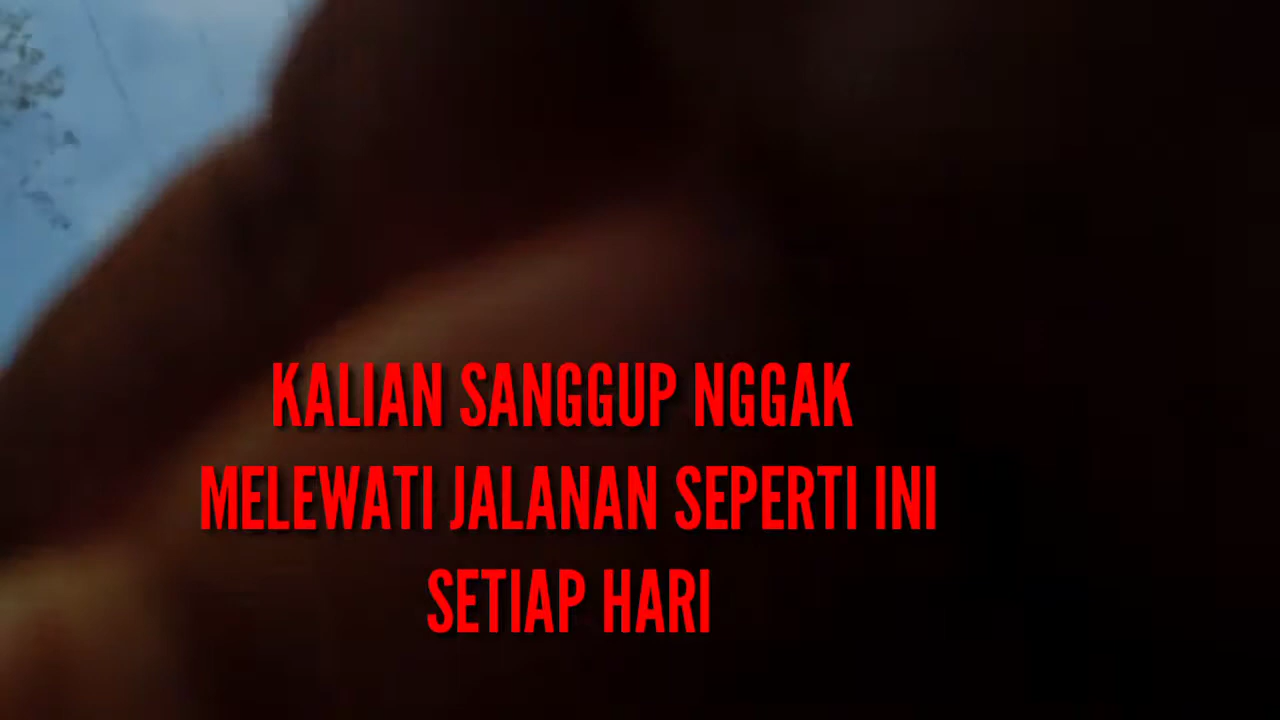 KALIAN SANGGUP NGGAK
MELEWATI JALANAN SEPERTI INI
SETIAP HARI